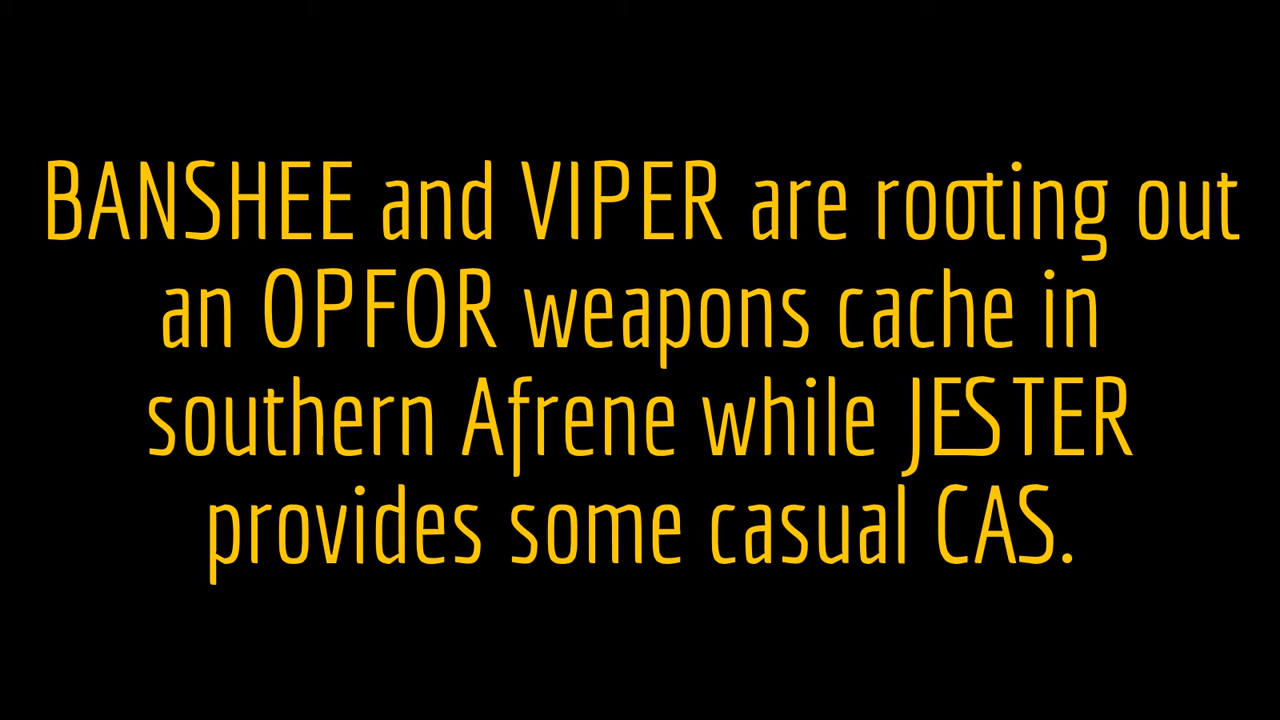 BANSHEE and VIPER are rooting out
an OPFOR weapons cache in
southern Afrene while JESTER
provides some casual CAS.